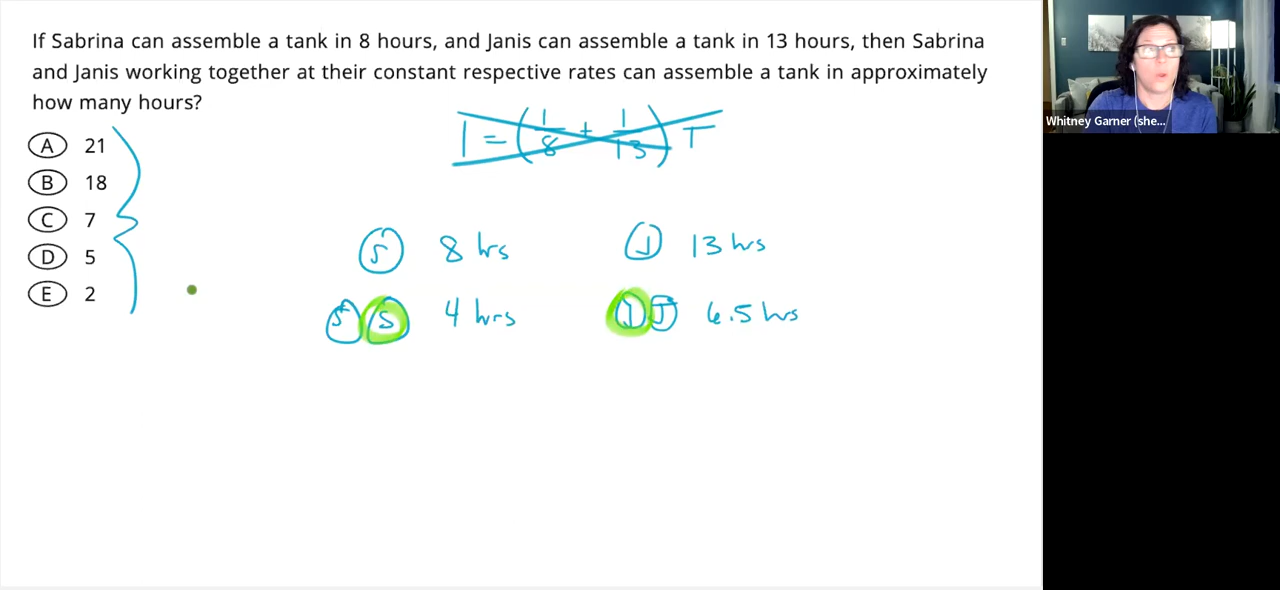 If Sabrina can assemble a tank in 8 hours, and Janis can assemble a tank in 13 hours, then Sabrina
and Janis working together at their constant respective rates can assemble a tank in approximately
how many hours?
1 = (1/8 + 1/13) T
A 21
B 18
C 7
D 5
E 2
S 8 hrs J 13 hrs
S S 4 hrs J J 6.5 hrs
Whitney Garner (she...